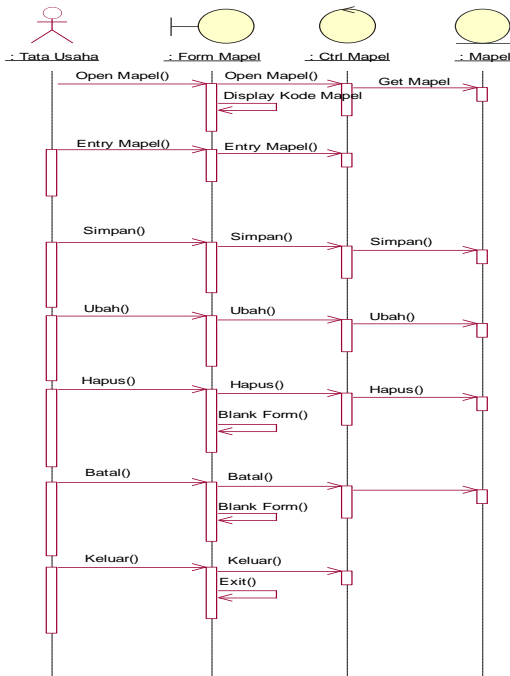 : Tata Usaha : Form Mapel : Ctrl Mapel : Mapel
Open Mapel() Open Mapel() Get Mapel
Display Kode Mapel
Entry Mapel() Entry Mapel()
Simpan() Simpan() Simpan()
Ubah() Ubah() Ubah()
Hapus() Hapus() Hapus()
Blank Form()
Batal() Batal()
Blank Form()
Keluar() Keluar()
Exit()